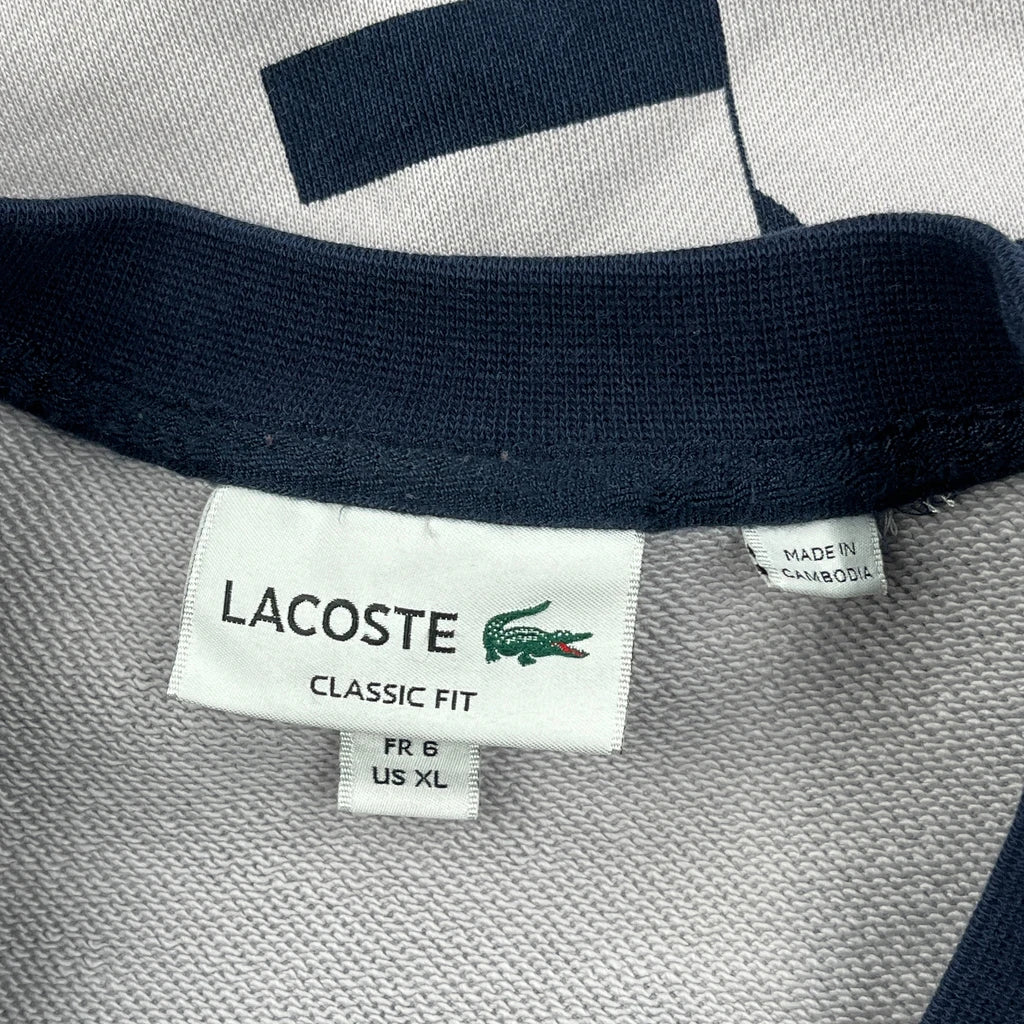 LACOSTE
CLASSIC FIT
FR 6
US XL
MADE IN
CAMBODIA